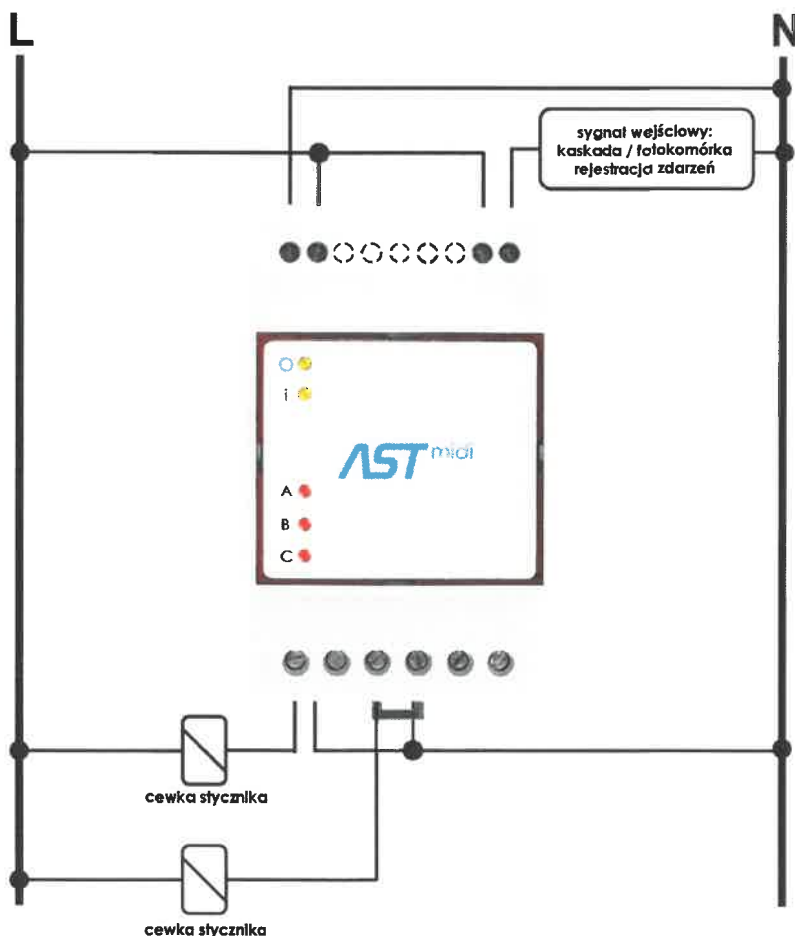 L
N
sygnał wejściowy:
kaskada / fotokomórka
rejestracja zdarzeń
i
AST midi
A
B
C
cewka stycznika
cewka stycznika